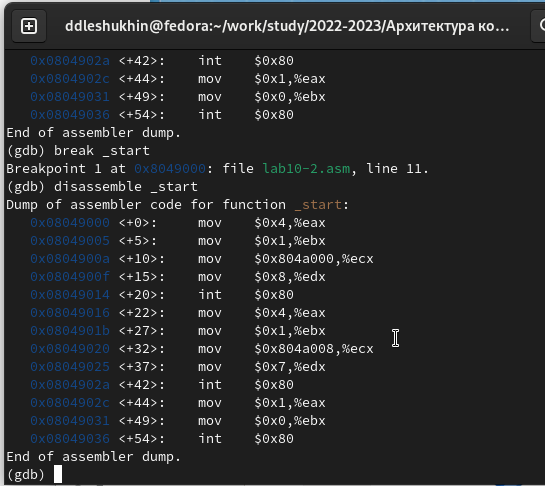 ddleshukhin@fedora:~/work/study/2022-2023/Архитектура ко...
0x0804902a <+42>: int $0x80
0x0804902c <+44>: mov $0x1,%eax
0x08049031 <+49>: mov $0x0,%ebx
0x08049036 <+54>: int $0x80
End of assembler dump.
(gdb) break _start
Breakpoint 1 at 0x8049000: file lab10-2.asm, line 11.
(gdb) disassemble _start
Dump of assembler code for function _start:
0x08049000 <+0>: mov $0x4,%eax
0x08049005 <+5>: mov $0x1,%ebx
0x0804900a <+10>: mov $0x804a000,%ecx
0x0804900f <+15>: mov $0x8,%edx
0x08049014 <+20>: int $0x80
0x08049016 <+22>: mov $0x4,%eax
0x0804901b <+27>: mov $0x1,%ebx
0x08049020 <+32>: mov $0x804a008,%ecx
0x08049025 <+37>: mov $0x7,%edx
0x0804902a <+42>: int $0x80
0x0804902c <+44>: mov $0x1,%eax
0x08049031 <+49>: mov $0x0,%ebx
0x08049036 <+54>: int $0x80
End of assembler dump.
(gdb)